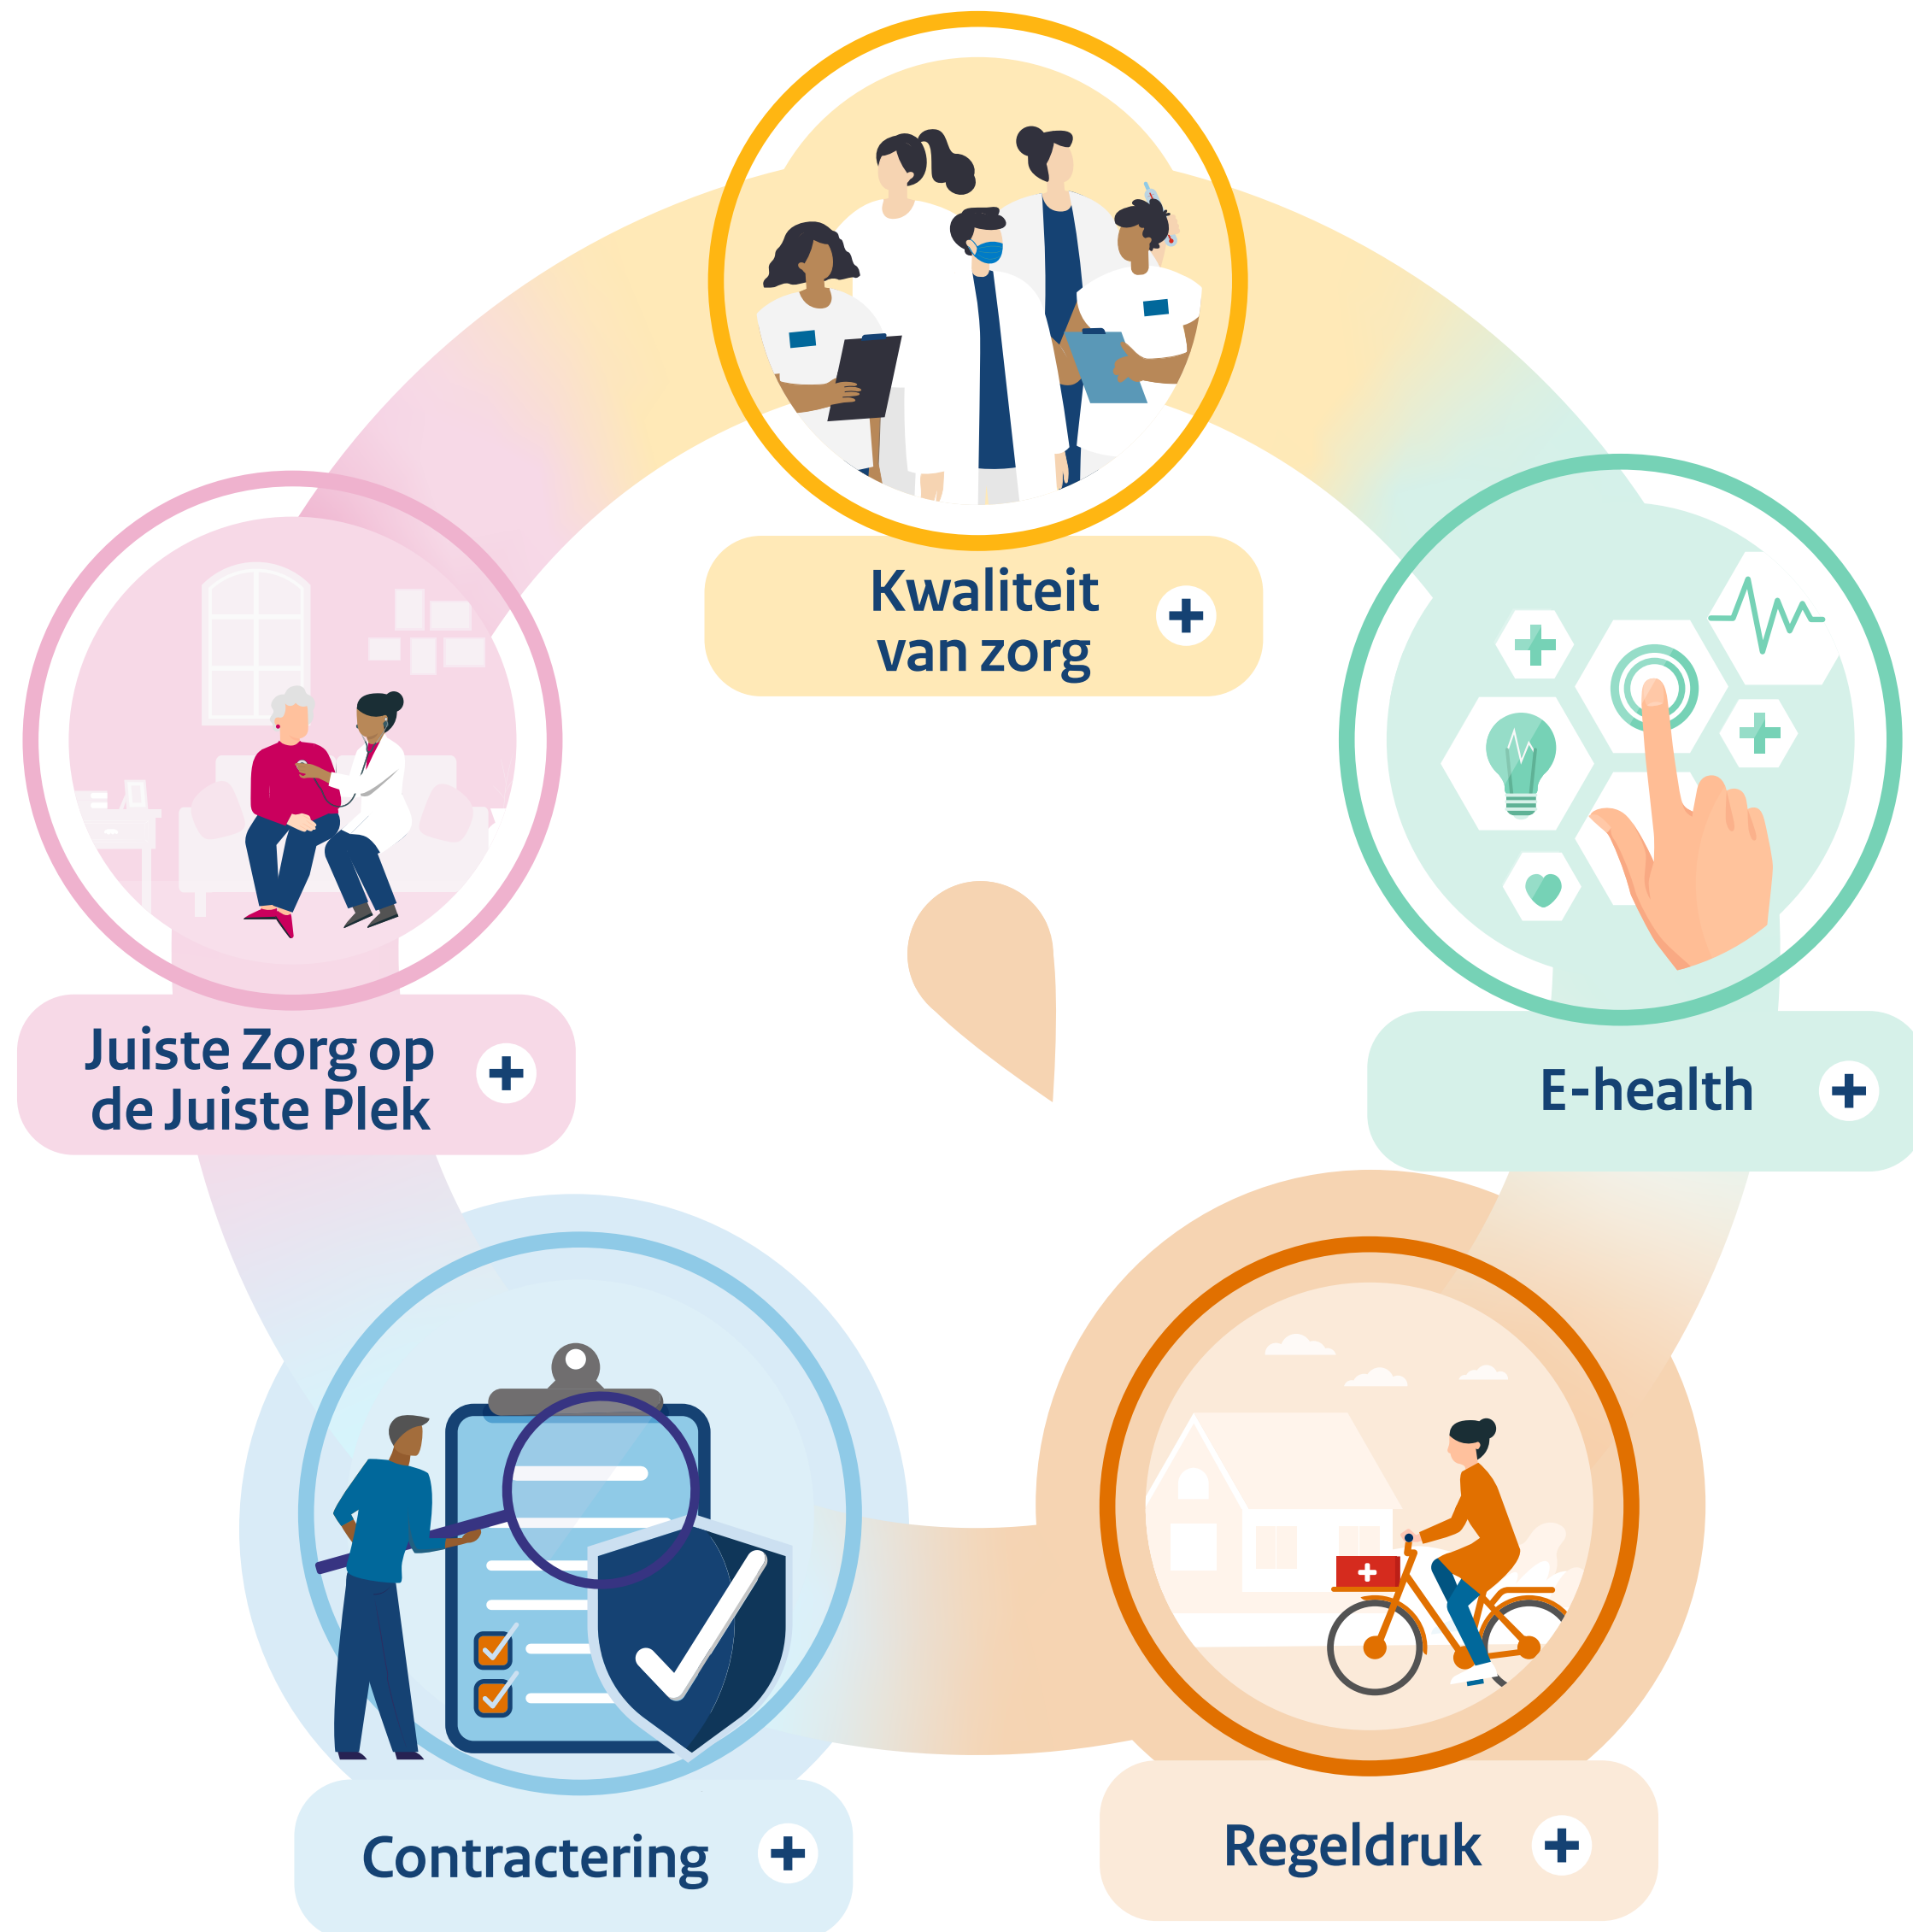 Kwaliteit
van zorg
Juiste Zorg op
de Juiste Plek
E-health
Contractering
Regeldruk